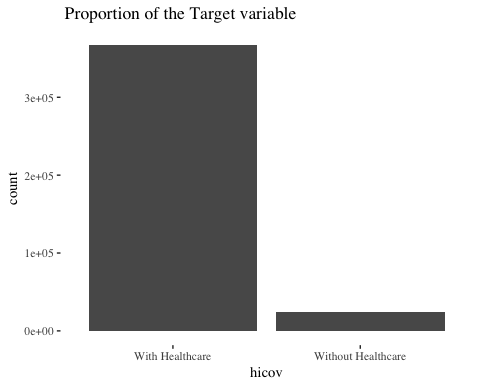 Proportion of the Target variable
count
3e+05
2e+05
1e+05
0e+00
With Healthcare
Without Healthcare
hicov